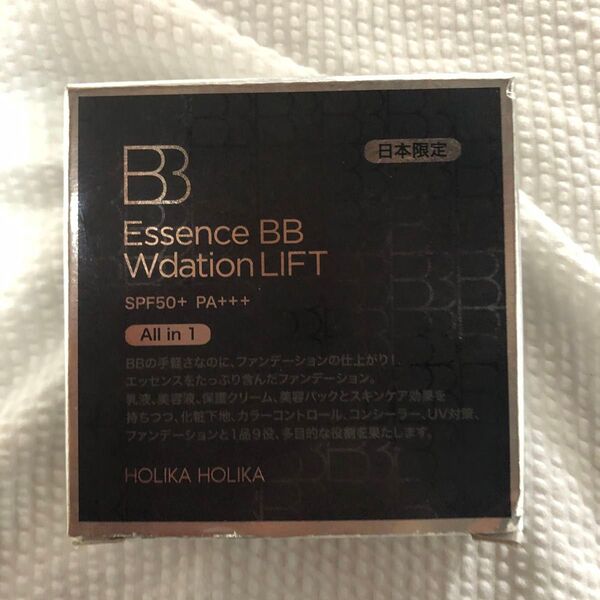 BB
日本限定
Essence BB
Wdation LIFT
SPF50+ PA+++
All in 1
BBの手軽さなのに、ファンデーションの仕上がり!
エッセンスをたっぷり含んだファンデーション。
乳液、美容液、保護クリーム、美容パックとスキンケア効果を
持ちつつ、化粧下地、カラーコントロール、コンシーラー、UV対策、
ファンデーションと1品9役、多目的な役割を果たします。
HOLIKA HOLIKA